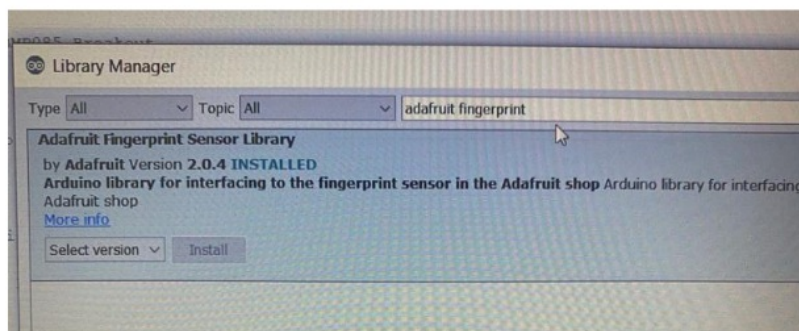 Library Manager
Type All Topic All adafruit fingerprint
Adafruit Fingerprint Sensor Library
by Adafruit Version 2.0.4 INSTALLED
Arduino library for interfacing to the fingerprint sensor in the Adafruit shop Arduino library for interfacing
Adafruit shop
More info
Select version Install